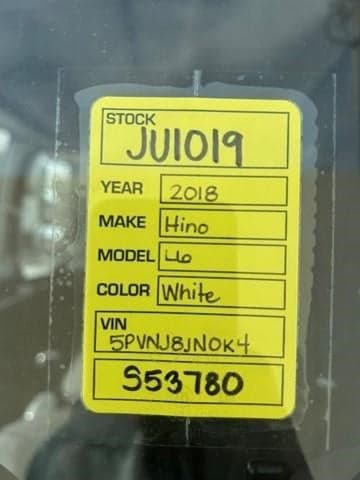 STOCK
JU1019
YEAR 2018
MAKE Hino
MODEL L6
COLOR White
VIN
5PVNJ8JN0K4
S53780